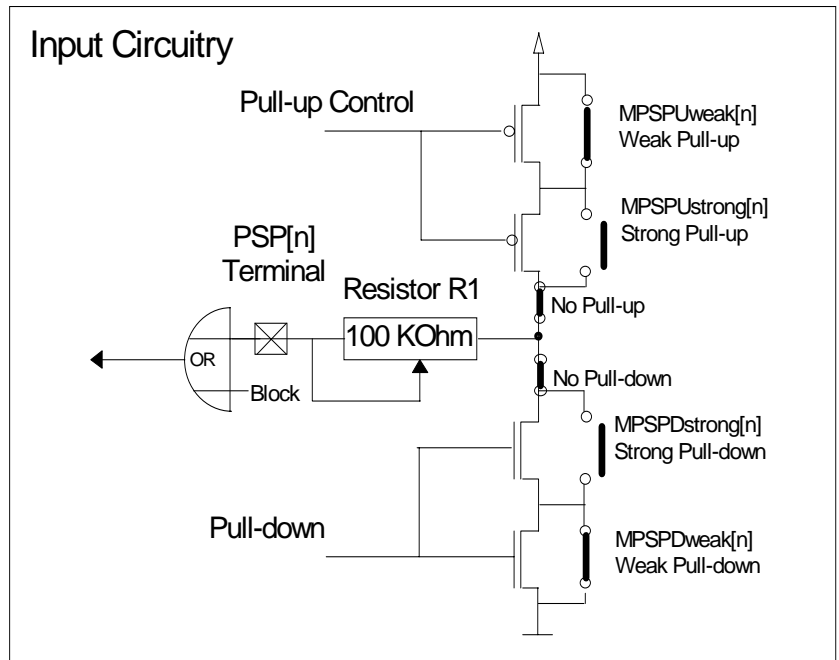 Input Circuitry
Pull-up Control
MPSPUweak[n]
Weak Pull-up
MPSPUstrong[n]
Strong Pull-up
PSP[n]
Terminal
Resistor R1
No Pull-up
100 KOhm
OR
Block
No Pull-down
MPSPDstrong[n]
Strong Pull-down
Pull-down
MPSPDweak[n]
Weak Pull-down